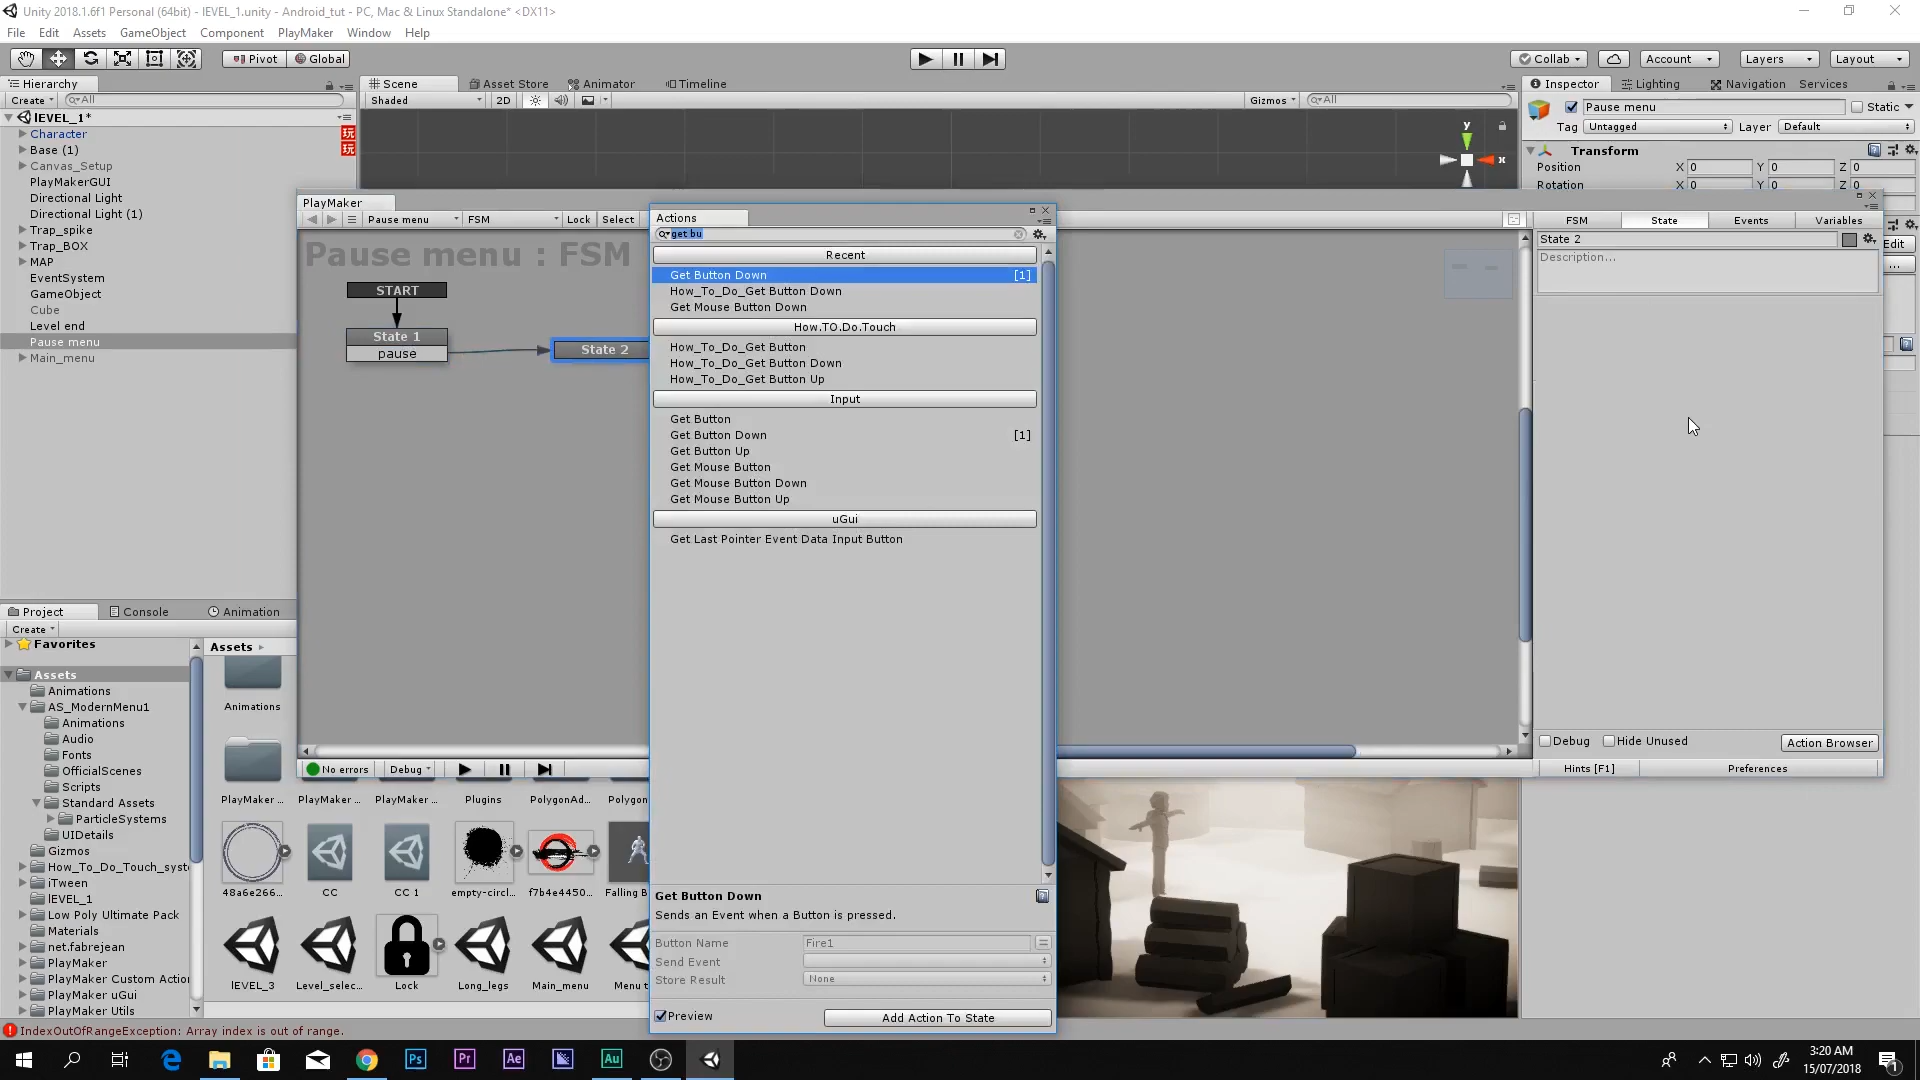 Unity 2018.1.6f1 Personal (64bit) - lEVEL_1.unity - Android_tut - PC, Mac & Linux Standalone* <DX11>
File Edit Assets GameObject Component PlayMaker Window Help
Pivot Global Collab Account Layers Layout
Hierarchy
Create All
lEVEL_1*
Character 玩
Base (1) 玩
Canvas_Setup
PlayMakerGUI
Directional Light
Directional Light (1)
Trap_spike
Trap_BOX
MAP
EventSystem
GameObject
Cube
Level end
Pause menu
Main_menu
Scene Asset Store Animator Timeline
Shaded 2D Gizmos All
y
x
Inspector Lighting Navigation Services
Pause menu Static
Tag Untagged Layer Default
Transform
Position X 0 Y 0 Z 0
Rotation X 0 Y 0 Z 0
Edit
...
PlayMaker
Pause menu FSM Lock Select
Pause menu : FSM
START
State 1
pause
State 2
No errors Debug
Actions
get bu
Recent
Get Button Down [1]
How_To_Do_Get Button Down
Get Mouse Button Down
How.TO.Do.Touch
How_To_Do_Get Button
How_To_Do_Get Button Down
How_To_Do_Get Button Up
Input
Get Button
Get Button Down [1]
Get Button Up
Get Mouse Button
Get Mouse Button Down
Get Mouse Button Up
uGui
Get Last Pointer Event Data Input Button
Get Button Down
Sends an Event when a Button is pressed.
Button Name Fire1
Send Event
Store Result None
Preview Add Action To State
FSM State Events Variables
State 2
Description...
Debug Hide Unused Action Browser
Hints [F1] Preferences
Project Console Animation
Create
Favorites
Assets
Animations
AS_ModernMenu1
Animations
Audio
Fonts
OfficialScenes
Scripts
Standard Assets
ParticleSystems
UIDetails
Gizmos
How_To_Do_Touch_syst
iTween
lEVEL_1
Low Poly Ultimate Pack
Materials
net.fabrejean
PlayMaker
PlayMaker Custom Actio
PlayMaker uGui
PlayMaker Utils
Assets
Animations
PlayMaker ... PlayMaker ... PlayMaker ... Plugins PolygonAd... Polygon
48a6e266... CC CC 1 empty-circl... f7b4e4450... Falling B
lEVEL_3 Level_selec... Lock Long_legs Main_menu Menu t
IndexOutOfRangeException: Array index is out of range.
Ps Pr Ae Au
3:20 AM
15/07/2018
1